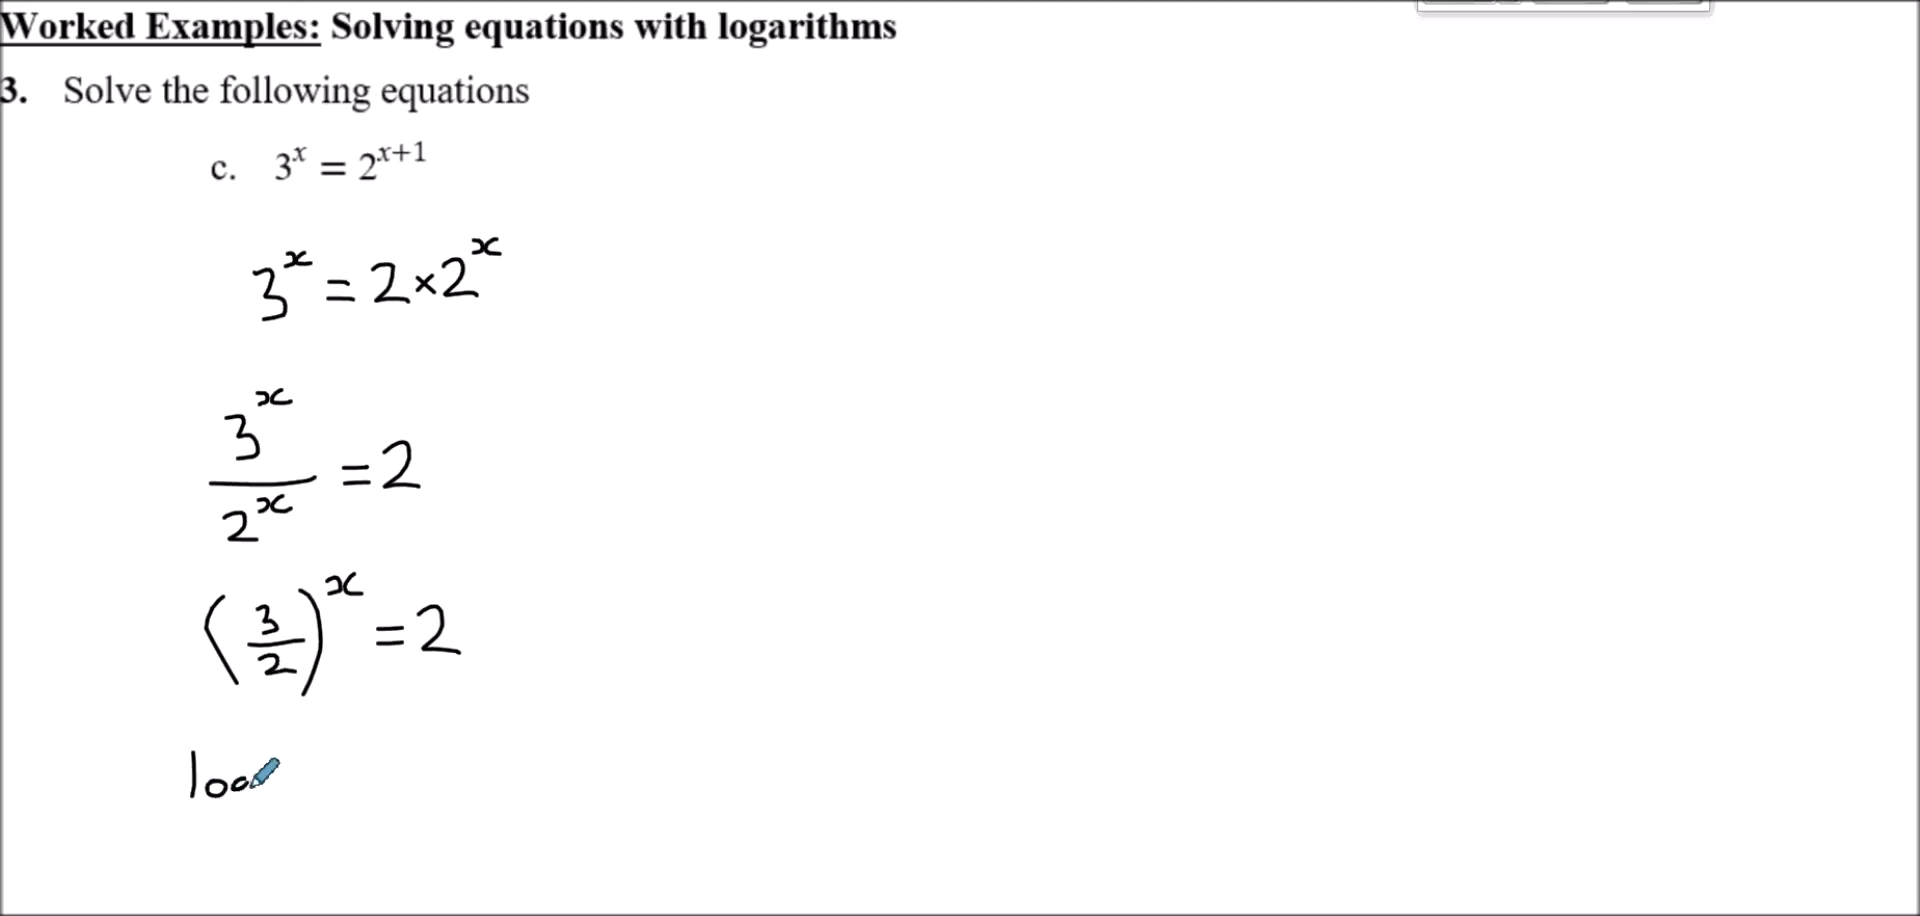 Worked Examples: Solving equations with logarithms
3. Solve the following equations
c. 3^x = 2^{x+1}
3^x = 2 × 2^x
3^x / 2^x = 2
(3/2)^x = 2